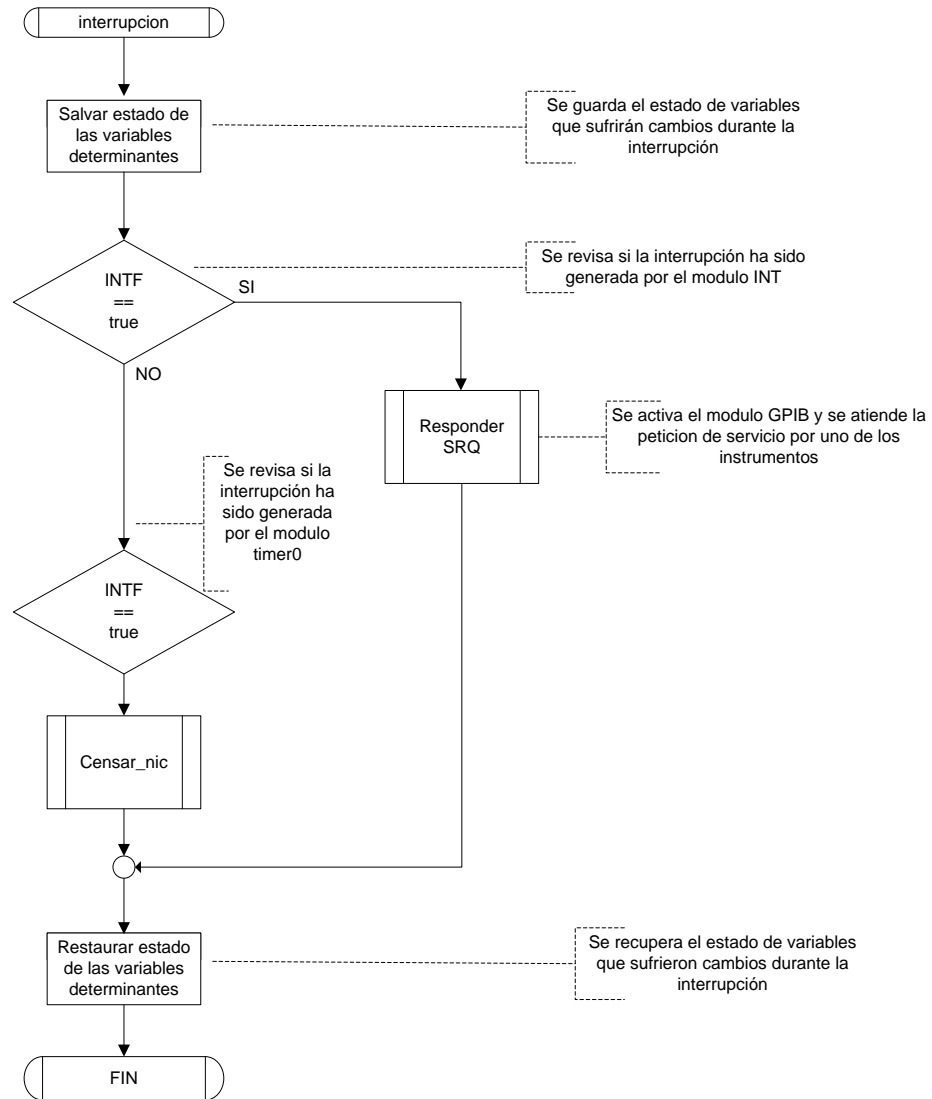 interrupcion
Salvar estado de
las variables
determinantes
Se guarda el estado de variables
que sufrirán cambios durante la
interrupción
INTF
==
true
SI
NO
Se revisa si la interrupción ha sido
generada por el modulo INT
Responder
SRQ
Se activa el modulo GPIB y se atiende la
peticion de servicio por uno de los
instrumentos
Se revisa si la
interrupción ha
sido generada
por el modulo
timer0
INTF
==
true
Censar_nic
Restaurar estado
de las variables
determinantes
Se recupera el estado de variables
que sufrieron cambios durante la
interrupción
FIN